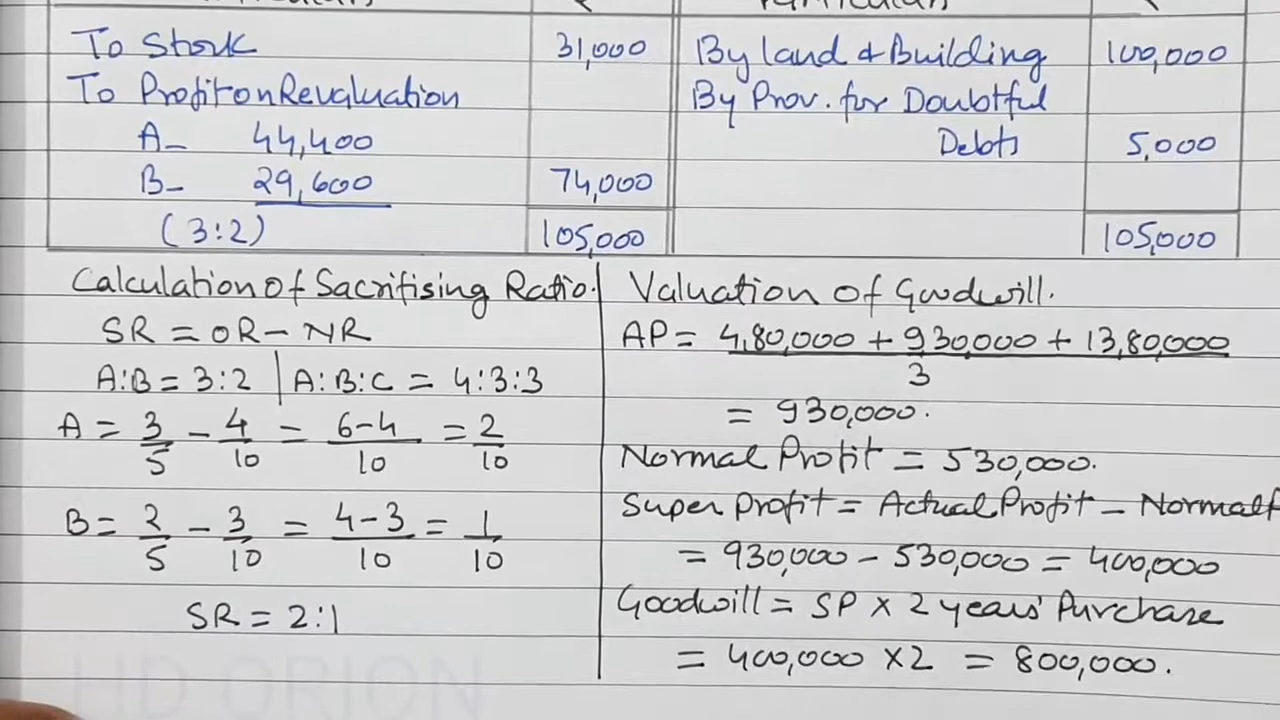 To Stock 31,000 By land & Building 100,000
To Profit on Revaluation By Prov. for Doubtful
A- 44,400 Debts 5,000
B- 29,600 74,000
(3:2) 105,000 105,000
Calculation of Sacrifising Ratio.
SR = OR - NR
A:B = 3:2 | A:B:C = 4:3:3
A = 3/5 - 4/10 = 6-4/10 = 2/10
B = 2/5 - 3/10 = 4-3/10 = 1/10
SR = 2:1
Valuation of Goodwill.
AP = 4,80,000 + 930,000 + 13,80,000
3
= 930,000.
Normal Profit = 530,000.
Super Profit = Actual Profit - Normal P
= 930,000 - 530,000 = 400,000
Goodwill = SP × 2 years' Purchase
= 400,000 × 2 = 800,000.
HD ORION